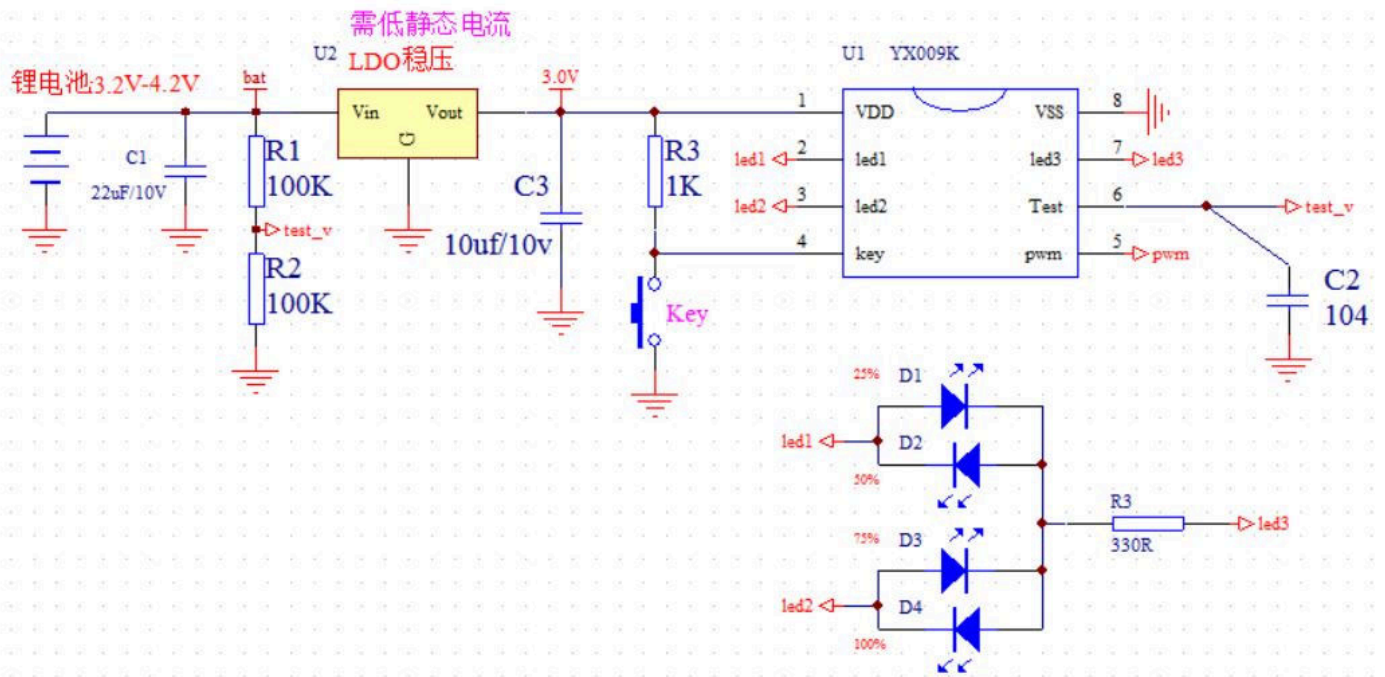 需低静态电流
U2 LDO稳压
锂电池:3.2V-4.2V
bat
3.0V
U1 YX009K
Vin
Vout
G
C1
22uF/10V
R1
100K
test_v
R2
100K
C3
10uf/10v
R3
1K
Key
1 VDD
led1 2 led1
led2 3 led2
4 key
VSS 8
led3 7 led3
Test 6 test_v
pwm 5 pwm
C2
104
25% D1
led1
D2
50%
75% D3
led2
D4
100%
R3
330R
led3